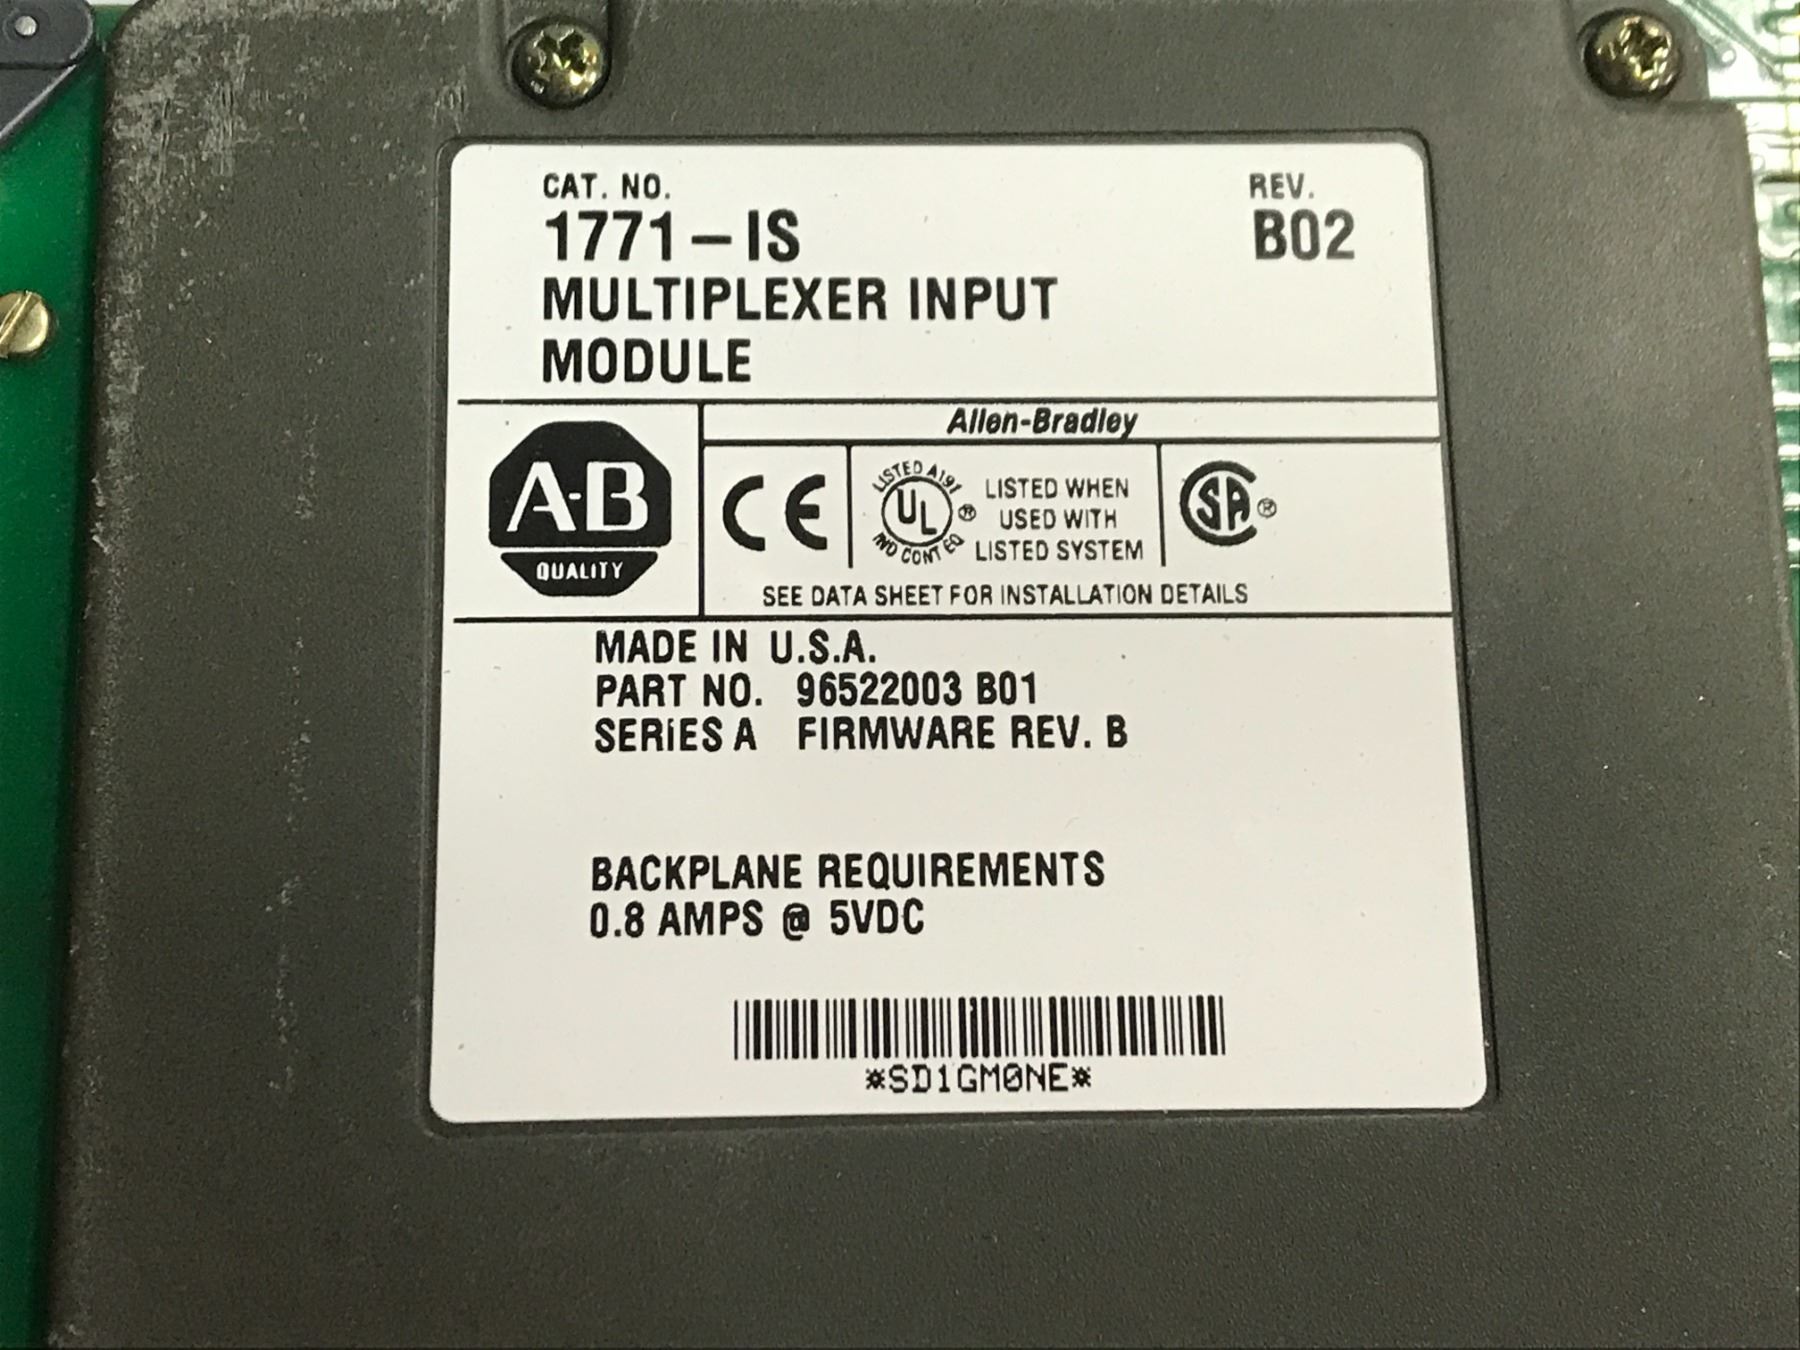 CAT. NO. REV.
1771-IS B02
MULTIPLEXER INPUT
MODULE
Allen-Bradley
A-B
QUALITY
CE
LISTED A191
UL ®
IND CONT EQ
LISTED WHEN
USED WITH
LISTED SYSTEM
SA ®
SEE DATA SHEET FOR INSTALLATION DETAILS
MADE IN U.S.A.
PART NO. 96522003 B01
SERIES A FIRMWARE REV. B
BACKPLANE REQUIREMENTS
0.8 AMPS @ 5VDC
*SD1GM0NE*